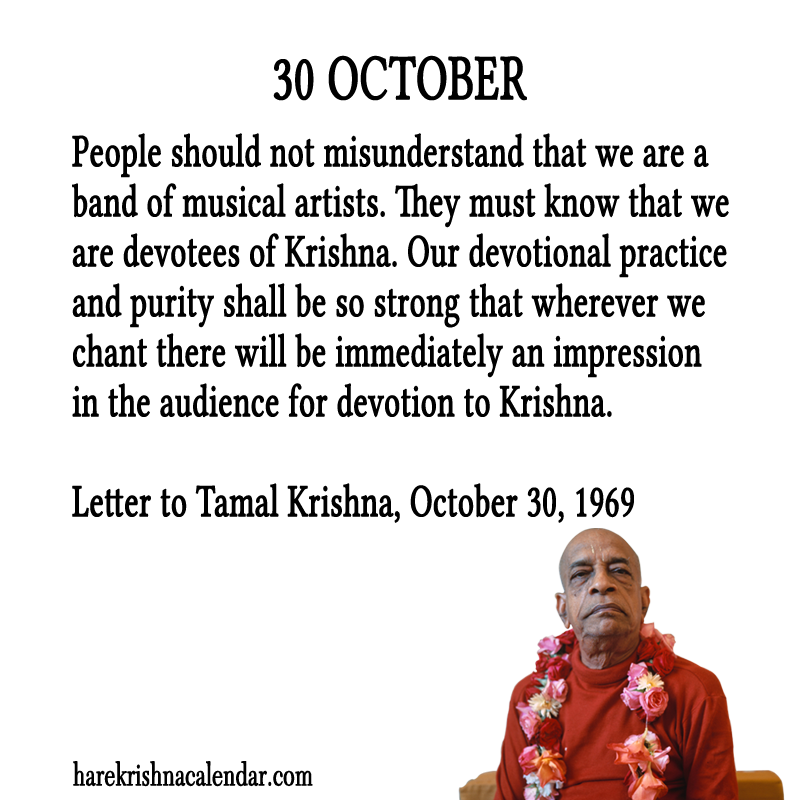 30 OCTOBER
People should not misunderstand that we are a
band of musical artists. They must know that we
are devotees of Krishna. Our devotional practice
and purity shall be so strong that wherever we
chant there will be immediately an impression
in the audience for devotion to Krishna.
Letter to Tamal Krishna, October 30, 1969
harekrishnacalendar.com